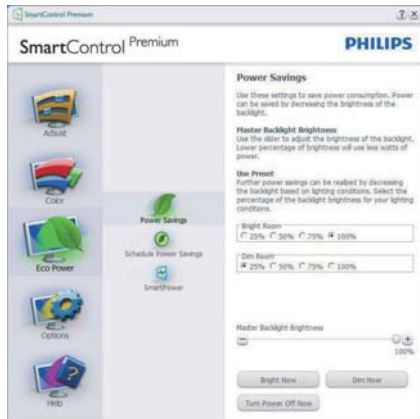 SmartControl Premium
SmartControl Premium
PHILIPS
Adjust
Color
Eco Power
Options
Help
Power Savings
Schedule Power Savings
SmartPower
Power Savings
Use these settings to save power consumption. Power
can be saved by decreasing the brightness of the
backlight.
Master Backlight Brightness
Use the slider to adjust the brightness of the backlight.
Lower percentage of brightness will use less watts of
power.
Use Preset
Further power savings can be realized by decreasing
the backlight based on lighting conditions. Select the
percentage of the backlight brightness for your lighting
conditions.
Bright Room
25% 50% 75% 100%
Dim Room
25% 50% 75% 100%
Master Backlight Brightness
100%
Bright Now
Dim Now
Turn Power Off Now